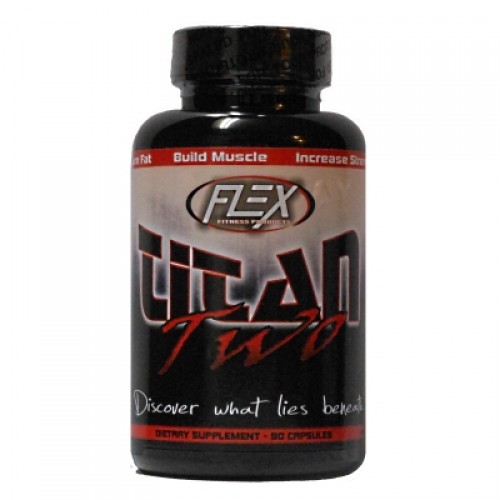 Fat
Build Muscle
Increase
FLEX
FITNESS PRODUCTS
TITAN
Two
Discover what lies
DIETARY SUPPLEMENT - 90 CAPSULES